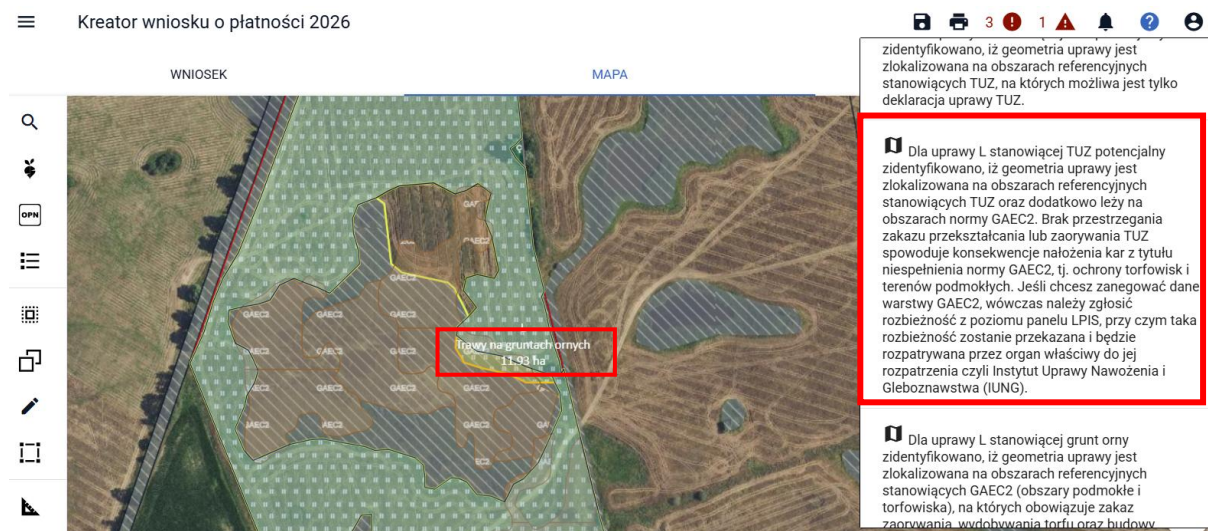 Kreator wniosku o płatności 2026
3
1
WNIOSEK
MAPA
OPN
zidentyfikowano, iż geometria uprawy jest
zlokalizowana na obszarach referencyjnych
stanowiących TUZ, na których możliwa jest tylko
deklaracja uprawy TUZ.
Dla uprawy L stanowiącej TUZ potencjalny
zidentyfikowano, iż geometria uprawy jest
zlokalizowana na obszarach referencyjnych
stanowiących TUZ oraz dodatkowo leży na
obszarach normy GAEC2. Brak przestrzegania
zakazu przekształcania lub zaorywania TUZ
spowoduje konsekwencje nałożenia kar z tytułu
niespełnienia normy GAEC2, tj. ochrony torfowisk i
terenów podmokłych. Jeśli chcesz zanegować dane
warstwy GAEC2, wówczas należy zgłosić
rozbieżność z poziomu panelu LPIS, przy czym taka
rozbieżność zostanie przekazana i będzie
rozpatrywana przez organ właściwy do jej
rozpatrzenia czyli Instytut Uprawy Nawożenia i
Gleboznawstwa (IUNG).
Dla uprawy L stanowiącej grunt orny
zidentyfikowano, iż geometria uprawy jest
zlokalizowana na obszarach referencyjnych
stanowiących GAEC2 (obszary podmokłe i
torfowiska), na których obowiązuje zakaz
zaorywania, wydobywania torfu oraz budowy
GAEC2
GAEC2
GAEC2
GAEC2
GAEC2
Trawy na gruntach ornych
11.93 ha
AEC2
GAEC2
EC2